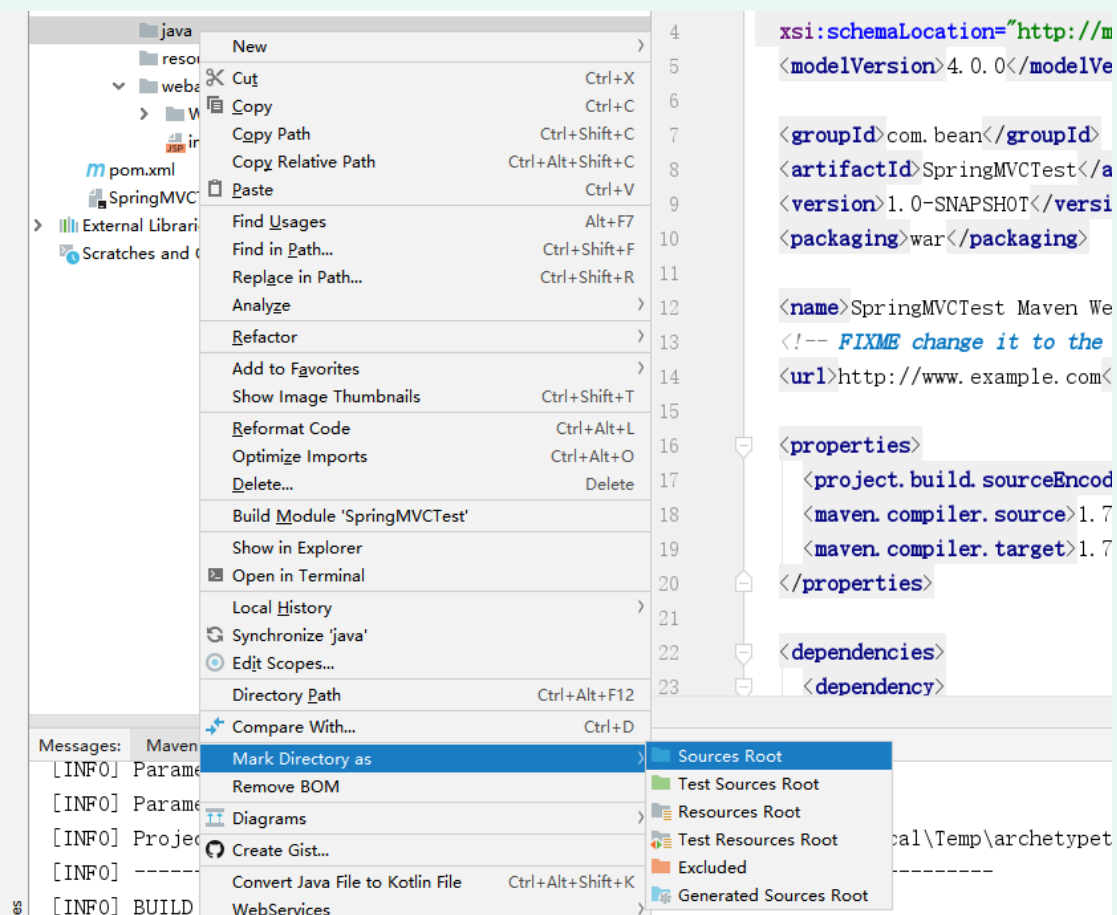 java
pom.xml
External
Scratches and
New
Cut Ctrl+X
Copy Ctrl+C
Copy Path Ctrl+Shift+C
Copy Relative Path Ctrl+Alt+Shift+C
Paste Ctrl+V
Find Usages Alt+F7
Find in Path... Ctrl+Shift+F
Replace in Path... Ctrl+Shift+R
Analyze
Refactor
Add to Favorites
Show Image Thumbnails Ctrl+Shift+T
Reformat Code Ctrl+Alt+L
Optimize Imports Ctrl+Alt+O
Delete... Delete
Build Module 'SpringMVCTest'
Show in Explorer
Open in Terminal
Local History
Synchronize 'java'
Edit Scopes...
Directory Path Ctrl+Alt+F12
Compare With... Ctrl+D
Mark Directory as
Remove BOM
Diagrams
Create Gist...
Convert Java File to Kotlin File Ctrl+Alt+Shift+K
WebServices
Sources Root
Test Sources Root
Resources Root
Test Resources Root
Excluded
Generated Sources Root
4 xsi:schemaLocation="http://m
5 <modelVersion>4.0.0</modelVe
6
7 <groupId>com.bean</groupId>
8 <artifactId>SpringMVCTest</a
9 <version>1.0-SNAPSHOT</versi
10 <packaging>war</packaging>
11
12 <name>SpringMVCTest Maven We
13 <!-- FIXME change it to the
14 <url>http://www.example.com<
15
16 <properties>
17 <project.build.sourceEncod
18 <maven.compiler.source>1.7
19 <maven.compiler.target>1.7
20 </properties>
21
22 <dependencies>
23 <dependency>
Messages: Maven
[INFO] Parame
[INFO] Parame
[INFO] Projec cal\Temp\archetypet
[INFO] ------
[INFO] BUILD